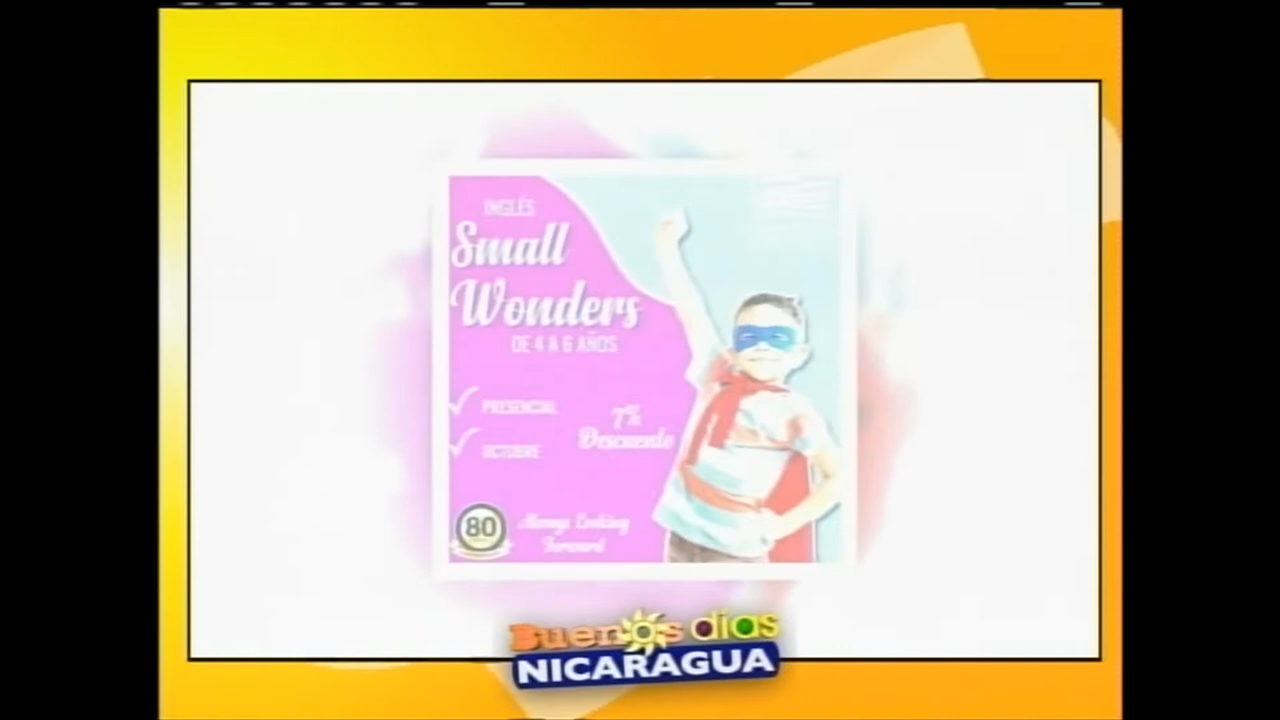 INGLÉS
Small
Wonders
DE 4 A 6 AÑOS
PRESENCIAL
7%
Descuento
OCTUBRE
80
Always Looking
Forward
Buenos días
NICARAGUA